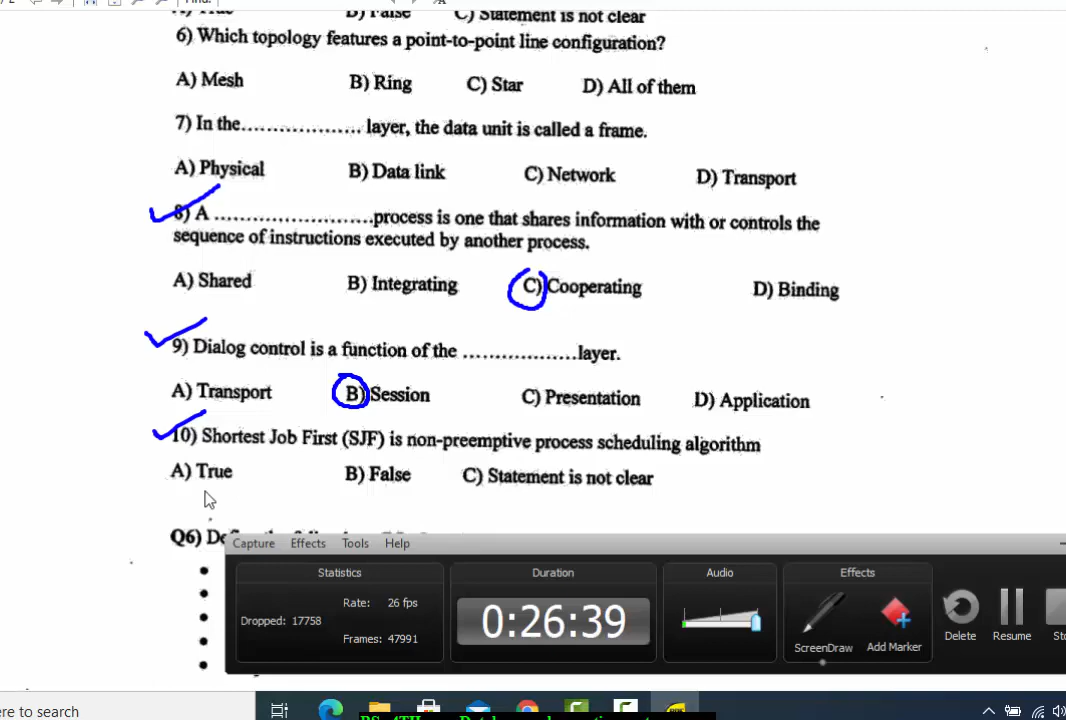 B) False C) Statement is not clear
6) Which topology features a point-to-point line configuration?
A) Mesh B) Ring C) Star D) All of them
7) In the.................... layer, the data unit is called a frame.
A) Physical B) Data link C) Network D) Transport
8) A ..........................process is one that shares information with or controls the
sequence of instructions executed by another process.
A) Shared B) Integrating C) Cooperating D) Binding
9) Dialog control is a function of the ...................layer.
A) Transport B) Session C) Presentation D) Application
10) Shortest Job First (SJF) is non-preemptive process scheduling algorithm
A) True B) False C) Statement is not clear
Q6)
Capture Effects Tools Help
Statistics Duration Audio Effects
Rate: 26 fps
Dropped: 17758
Frames: 47991
0:26:39
ScreenDraw Add Marker Delete Resume
ere to search